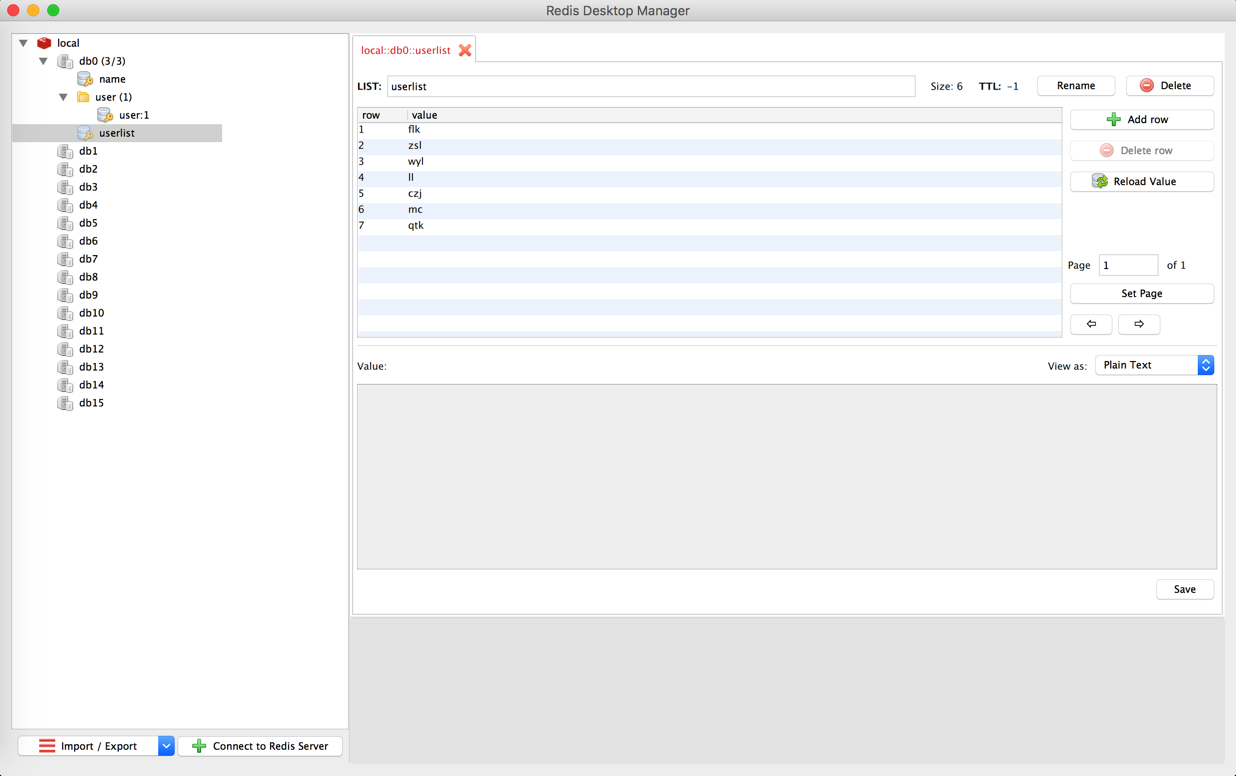 Redis Desktop Manager
local
db0 (3/3)
name
user (1)
user:1
userlist
db1
db2
db3
db4
db5
db6
db7
db8
db9
db10
db11
db12
db13
db14
db15
Import / Export
Connect to Redis Server
local::db0::userlist
LIST: userlist Size: 6 TTL: -1 Rename Delete
row value
1 flk
2 zsl
3 wyl
4 ll
5 czj
6 mc
7 qtk
Add row
Delete row
Reload Value
Page 1 of 1
Set Page
Value: View as: Plain Text
Save